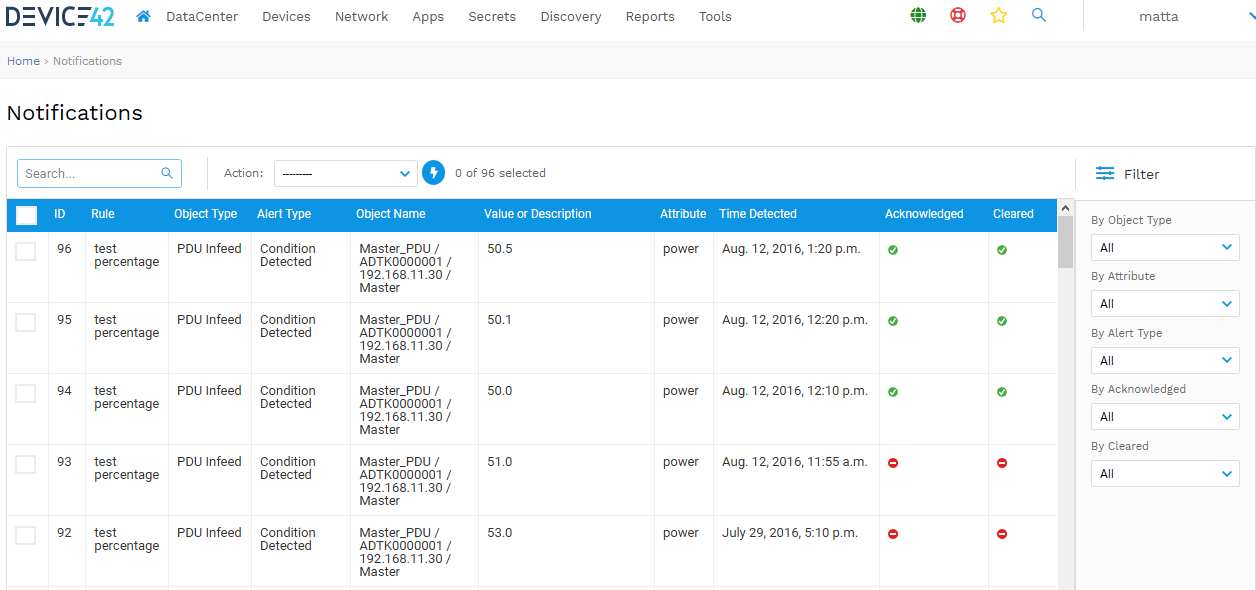 DEVICE42 DataCenter Devices Network Apps Secrets Discovery Reports Tools matta
Home › Notifications
Notifications
Search... Action: --------- 0 of 96 selected Filter
ID Rule Object Type Alert Type Object Name Value or Description Attribute Time Detected Acknowledged Cleared
By Object Type
All
By Attribute
All
By Alert Type
All
By Acknowledged
All
By Cleared
All
96 test PDU Infeed Condition Master_PDU / 50.5 power Aug. 12, 2016, 1:20 p.m.
percentage Detected ADTK0000001 /
192.168.11.30 /
Master
95 test PDU Infeed Condition Master_PDU / 50.1 power Aug. 12, 2016, 12:20 p.m.
percentage Detected ADTK0000001 /
192.168.11.30 /
Master
94 test PDU Infeed Condition Master_PDU / 50.0 power Aug. 12, 2016, 12:10 p.m.
percentage Detected ADTK0000001 /
192.168.11.30 /
Master
93 test PDU Infeed Condition Master_PDU / 51.0 power Aug. 12, 2016, 11:55 a.m.
percentage Detected ADTK0000001 /
192.168.11.30 /
Master
92 test PDU Infeed Condition Master_PDU / 53.0 power July 29, 2016, 5:10 p.m.
percentage Detected ADTK0000001 /
192.168.11.30 /
Master